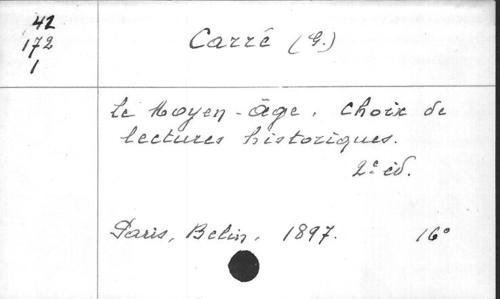 42
172
1
Carré (G.)
Le Moyen-âge. Choix de
lectures historiques.
2e éd.
Paris, Belin, 1897. 16°